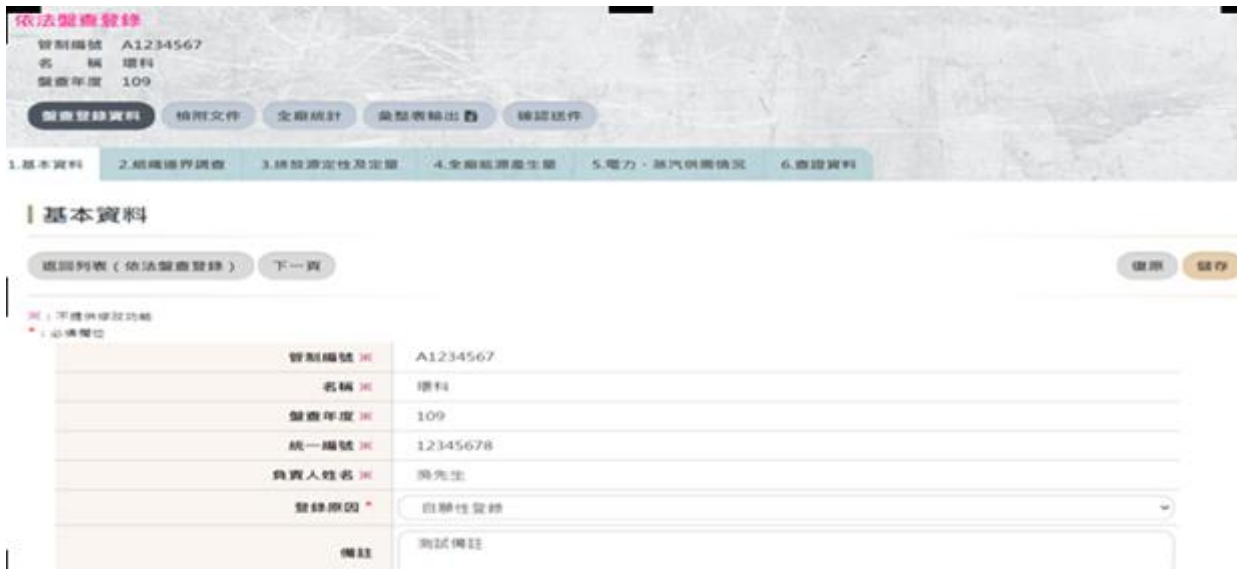 依法盤查登錄
管制編號 A1234567
名 稱 環科
盤查年度 109
盤查登錄資料 檢附文件 全廠統計 彙整表輸出 確認送件
1.基本資料 2.組織邊界調查 3.排放源定性及定量 4.全廠能源產生量 5.電力、蒸汽供需情況 6.查證資料
基本資料
返回列表(依法盤查登錄) 下一頁 復原 儲存
※:不提供修改功能
*:必填欄位
管制編號 ※ A1234567
名稱 ※ 環科
盤查年度 ※ 109
統一編號 ※ 12345678
負責人姓名 ※ 吳先生
登錄原因 * 自願性登錄
備註 測試備註